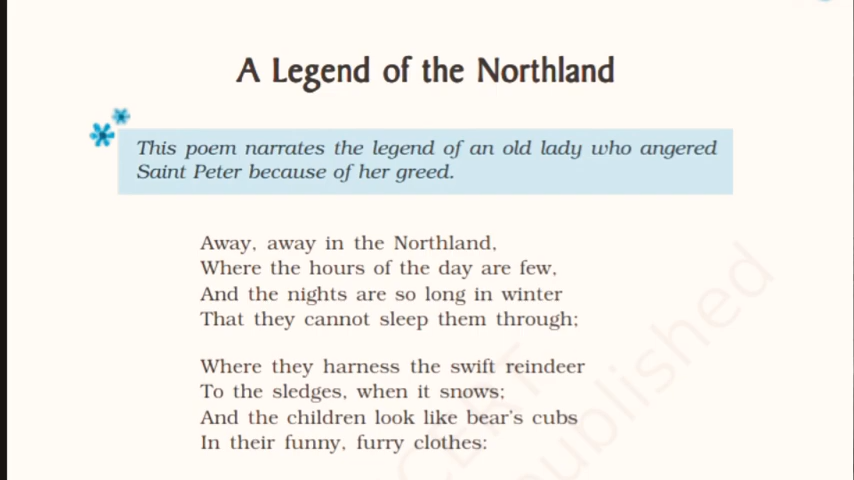 A Legend of the Northland
This poem narrates the legend of an old lady who angered
Saint Peter because of her greed.
Away, away in the Northland,
Where the hours of the day are few,
And the nights are so long in winter
That they cannot sleep them through;
Where they harness the swift reindeer
To the sledges, when it snows;
And the children look like bear's cubs
In their funny, furry clothes: